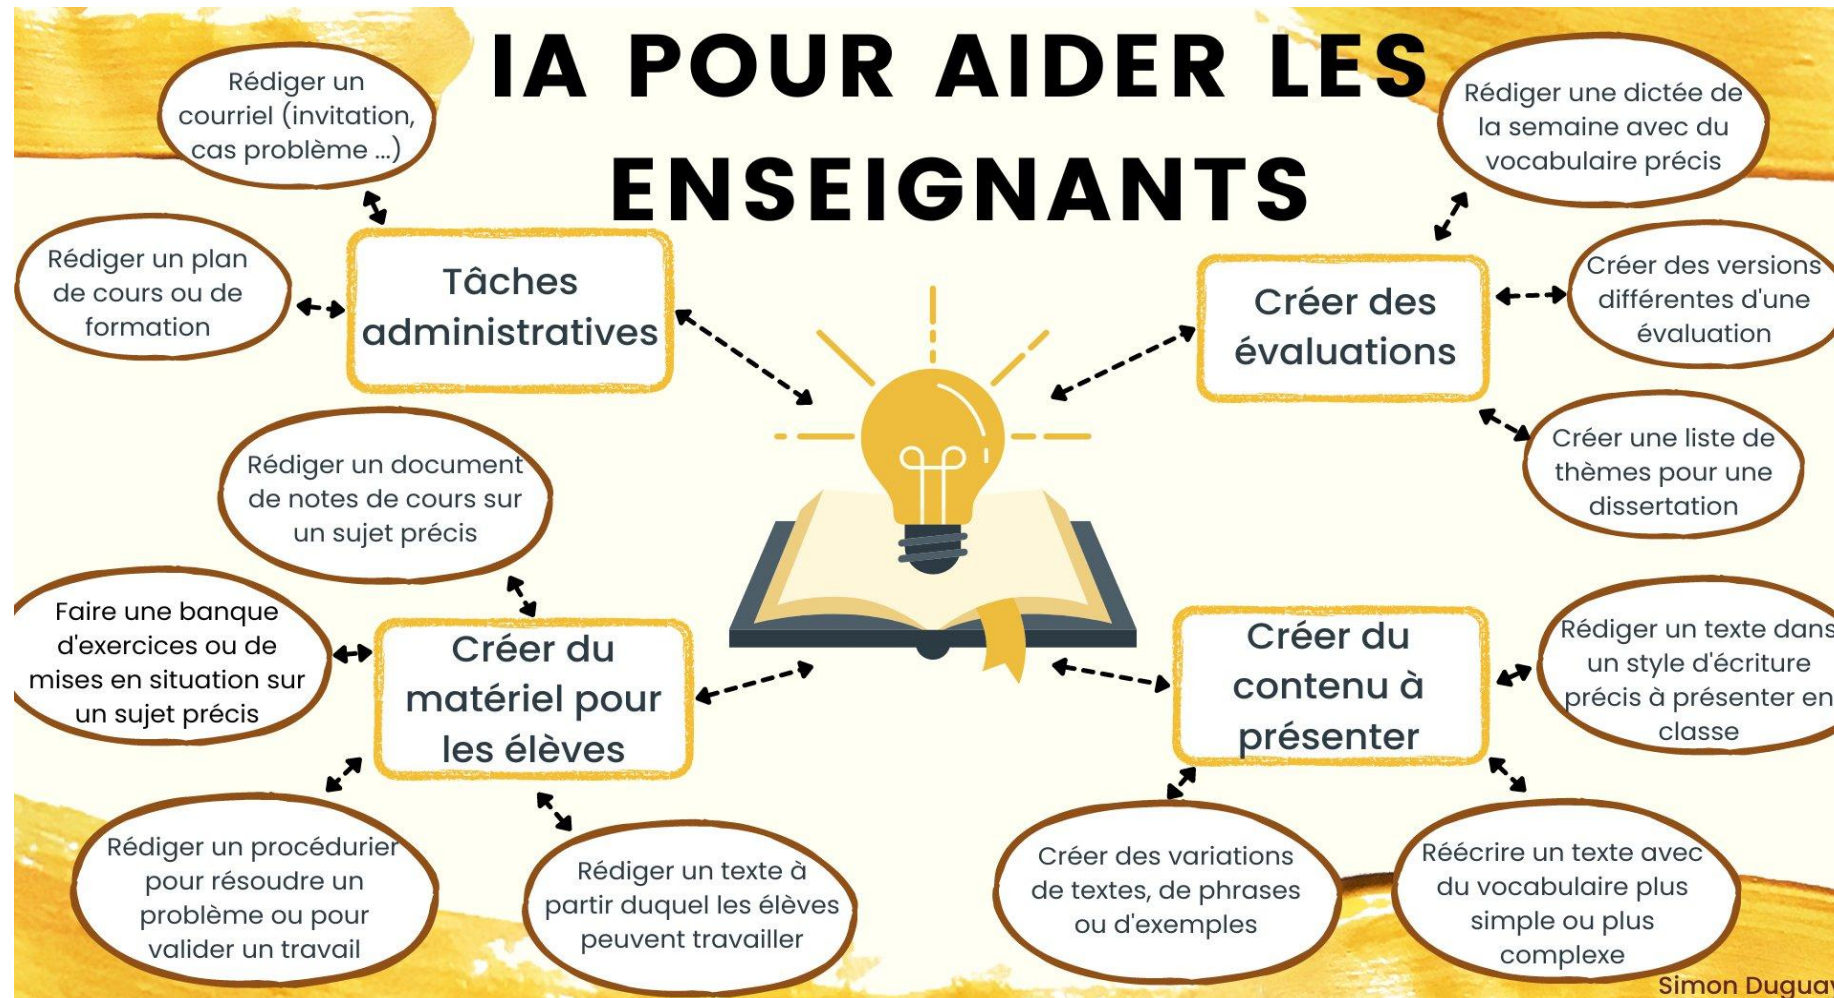 IA POUR AIDER LES
ENSEIGNANTS
Rédiger un
courriel (invitation,
cas problème ...)
Rédiger un plan
de cours ou de
formation
Tâches
administratives
Rédiger une dictée de
la semaine avec du
vocabulaire précis
Créer des versions
différentes d'une
évaluation
Créer des
évaluations
Créer une liste de
thèmes pour une
dissertation
Rédiger un document
de notes de cours sur
un sujet précis
Faire une banque
d'exercices ou de
mises en situation sur
un sujet précis
Créer du
matériel pour
les élèves
Rédiger un procédurier
pour résoudre un
problème ou pour
valider un travail
Rédiger un texte à
partir duquel les élèves
peuvent travailler
Créer du
contenu à
présenter
Rédiger un texte dans
un style d'écriture
précis à présenter en
classe
Créer des variations
de textes, de phrases
ou d'exemples
Réécrire un texte avec
du vocabulaire plus
simple ou plus
complexe
Simon Duguay